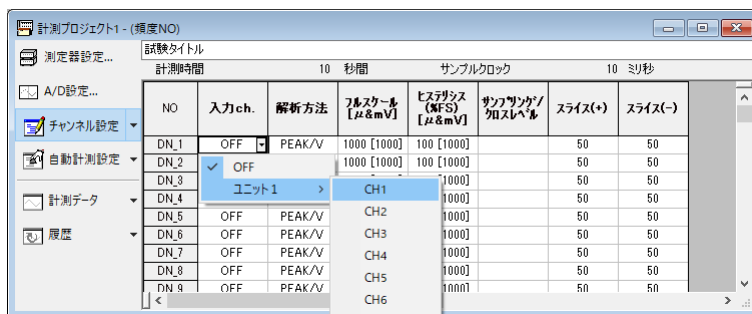 計測プロジェクト1 - (頻度NO)
測定器設定...
A/D設定...
チャンネル設定
自動計測設定
計測データ
履歴
試験タイトル
計測時間 10 秒間 サンプルクロック 10 ミリ秒
NO 入力ch. 解析方法 フルスケール [μ&mV] ヒステリシス (%FS) [μ&mV] サンプリング/クロスレベル スライス(+) スライス(-)
DN_1 OFF PEAK/V 1000 [1000] 100 [1000] 50 50
DN_2 1000 [1000] 100 [1000] 50 50
DN_3 1000] 50 50
DN_4 1000] 50 50
DN_5 OFF PEAK/V 1000] 50 50
DN_6 OFF PEAK/V 1000] 50 50
DN_7 OFF PEAK/V 1000] 50 50
DN_8 OFF PEAK/V 1000] 50 50
DN_9 OFF PEAK/V 1000] 50 50
OFF
ユニット1
CH1
CH2
CH3
CH4
CH5
CH6